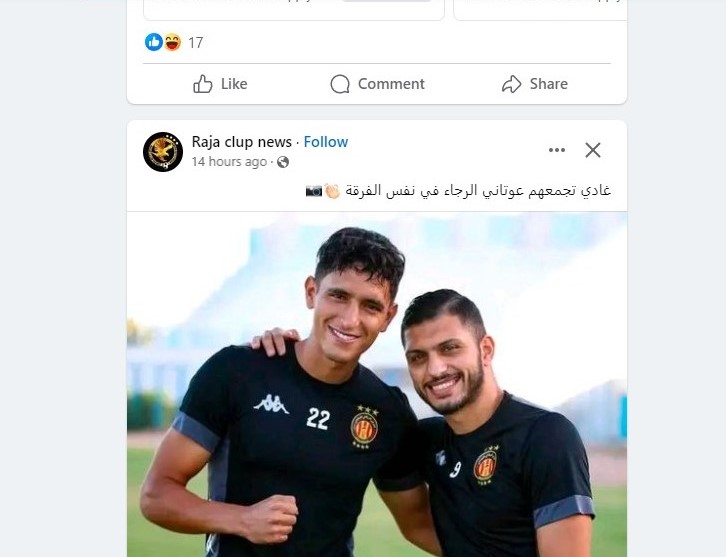 17
Like Comment Share
Raja clup news · Follow
14 hours ago ·
غادي تجمعهم عوتاني الرجاء في نفس الفرقة 👏🏻📷
22
9